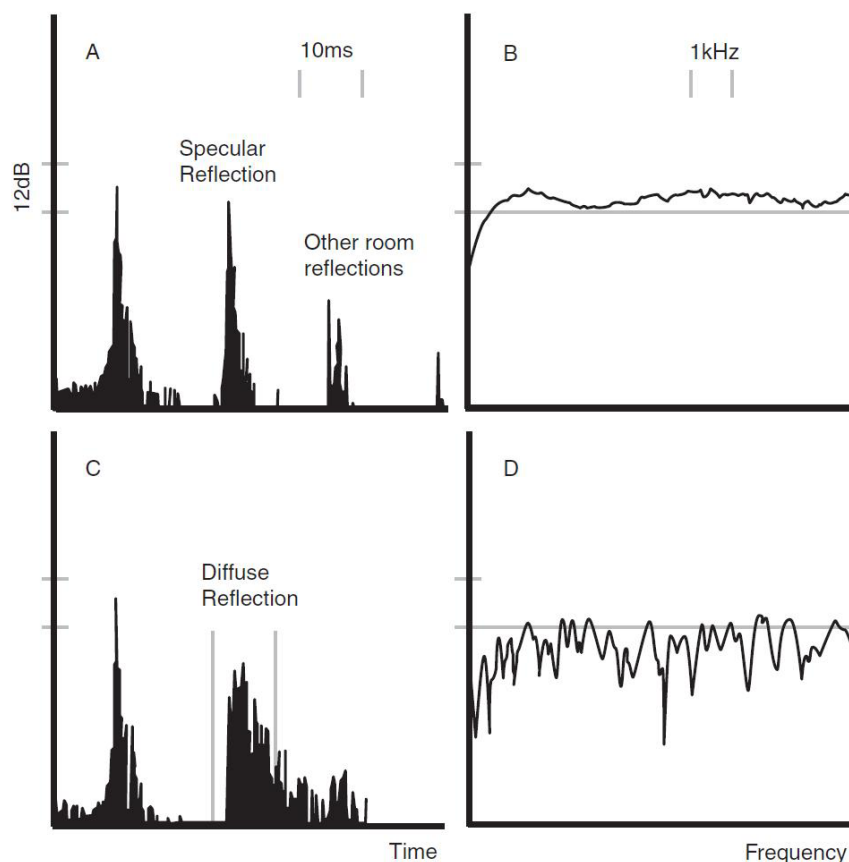 A
10ms
B
1kHz
12dB
Specular
Reflection
Other room
reflections
C
D
Diffuse
Reflection
Time
Frequency